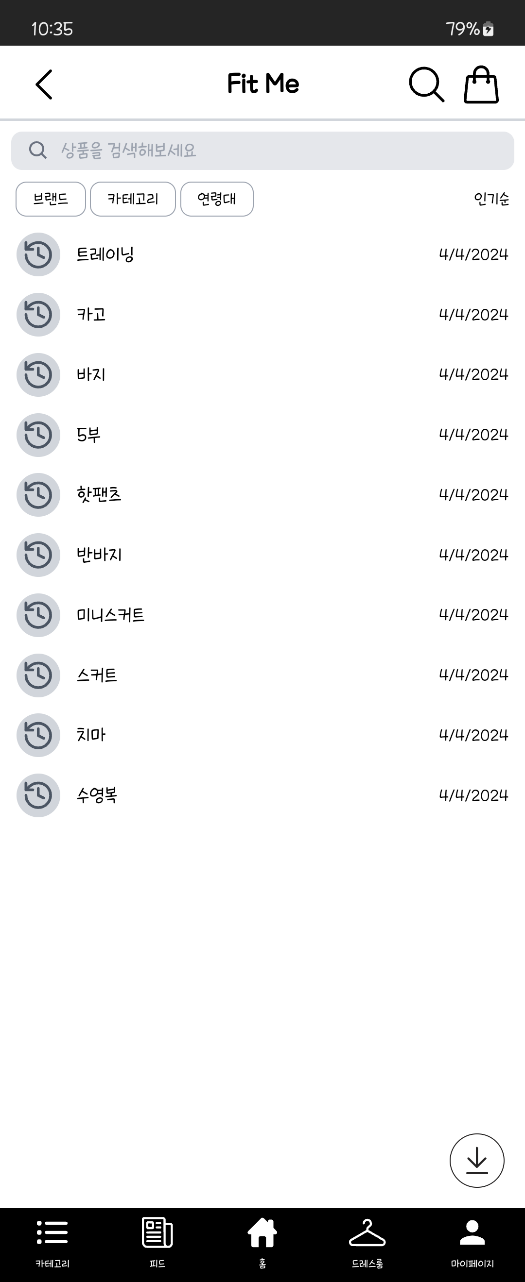 10:35 79%
Fit Me
상품을 검색해보세요
브랜드 카테고리 연령대 인기순
트레이닝 4/4/2024
카고 4/4/2024
바지 4/4/2024
5부 4/4/2024
핫팬츠 4/4/2024
반바지 4/4/2024
미니스커트 4/4/2024
스커트 4/4/2024
치마 4/4/2024
수영복 4/4/2024
카테고리 피드 홈 드레스룸 마이페이지